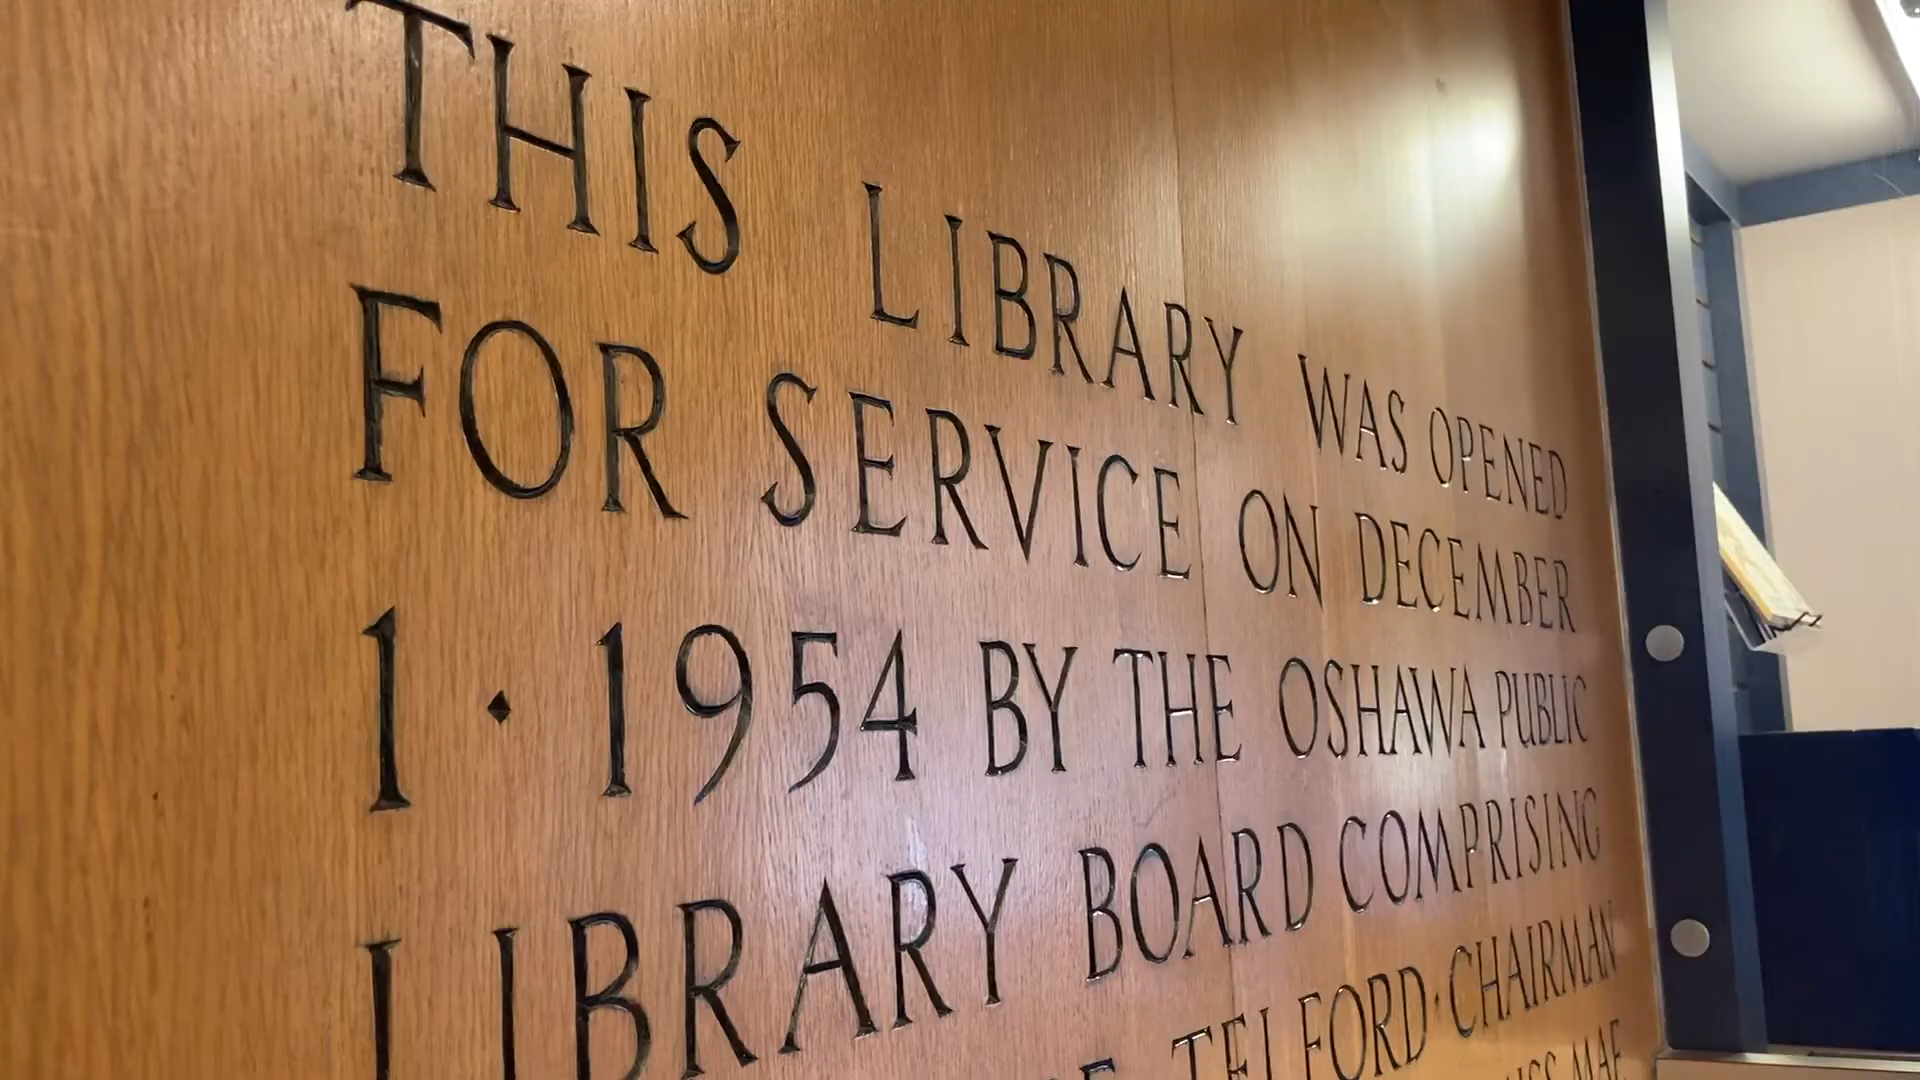 THIS LIBRARY WAS OPENED
FOR SERVICE ON DECEMBER
1 · 1954 BY THE OSHAWA PUBLIC
LIBRARY BOARD COMPRISING
TELFORD · CHAIRMAN
MAE